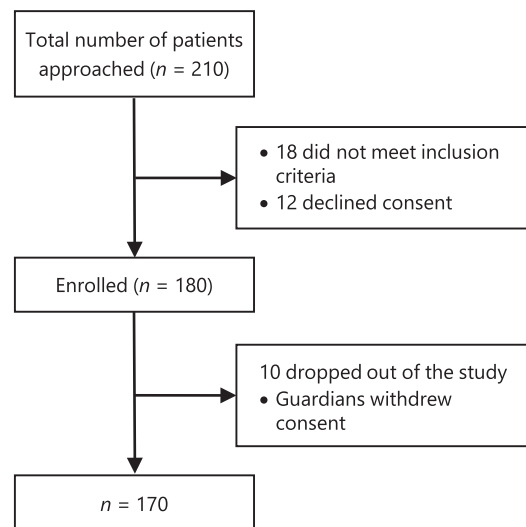 Total number of patients
approached (n = 210)
• 18 did not meet inclusion
criteria
• 12 declined consent
Enrolled (n = 180)
10 dropped out of the study
• Guardians withdrew
consent
n = 170